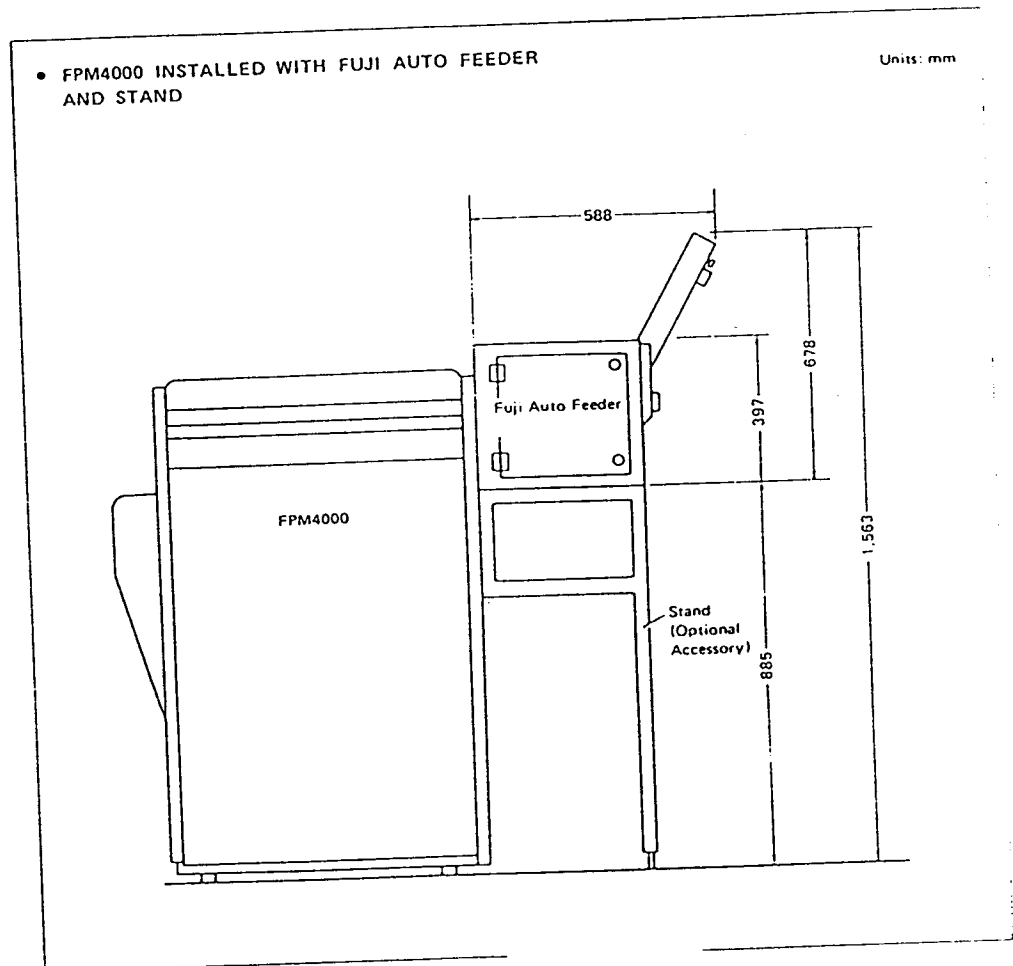 • FPM4000 INSTALLED WITH FUJI AUTO FEEDER
AND STAND
Units: mm
588
678
397
Fuji Auto Feeder
FPM4000
1,563
Stand
(Optional
Accessory)
885